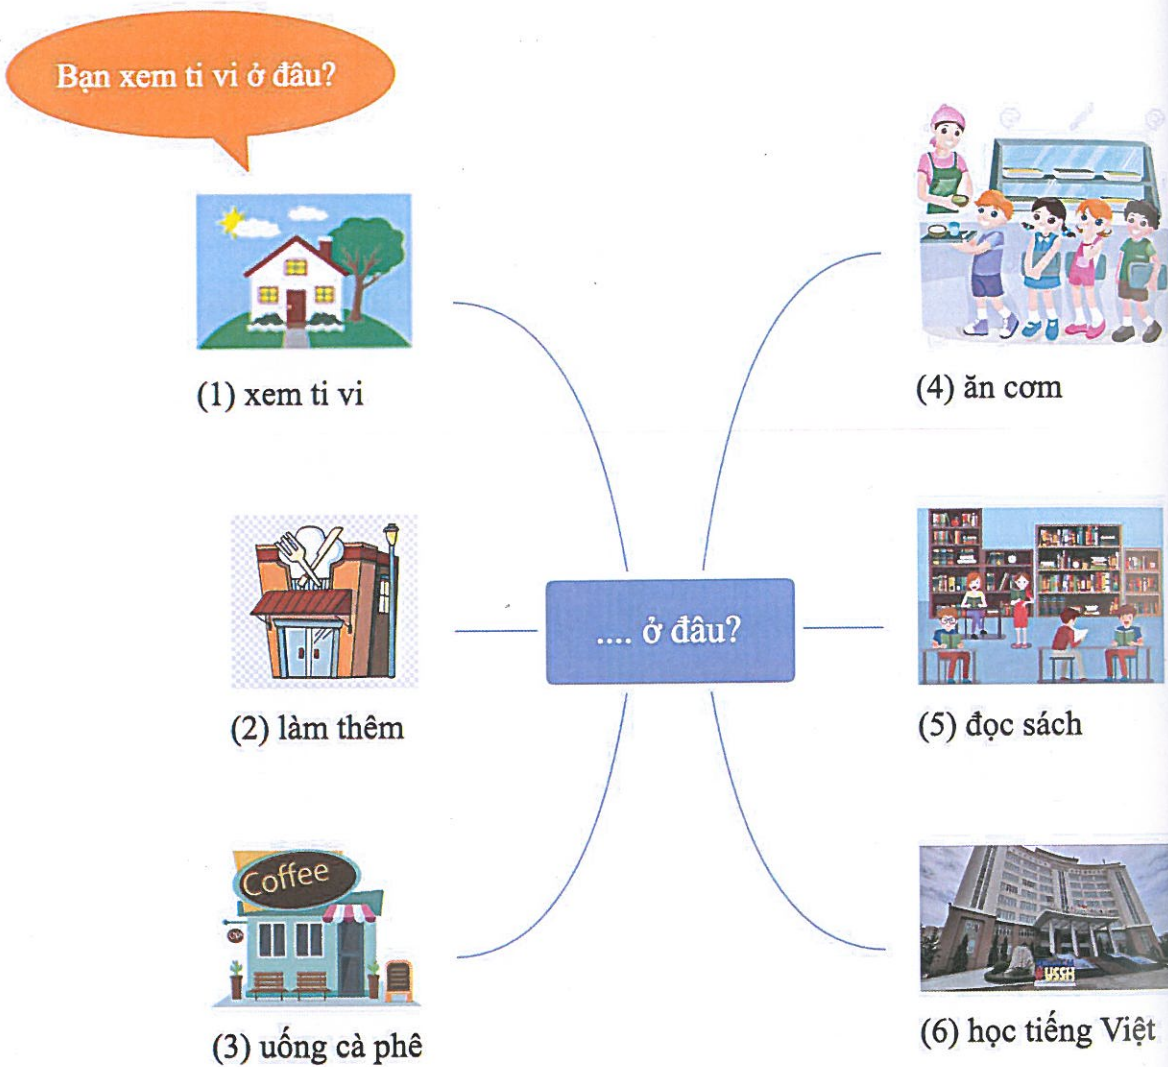 Bạn xem ti vi ở đâu?
(1) xem ti vi
(2) làm thêm
Coffee
(3) uống cà phê
.... ở đâu?
(4) ăn cơm
(5) đọc sách
USSH
(6) học tiếng Việt